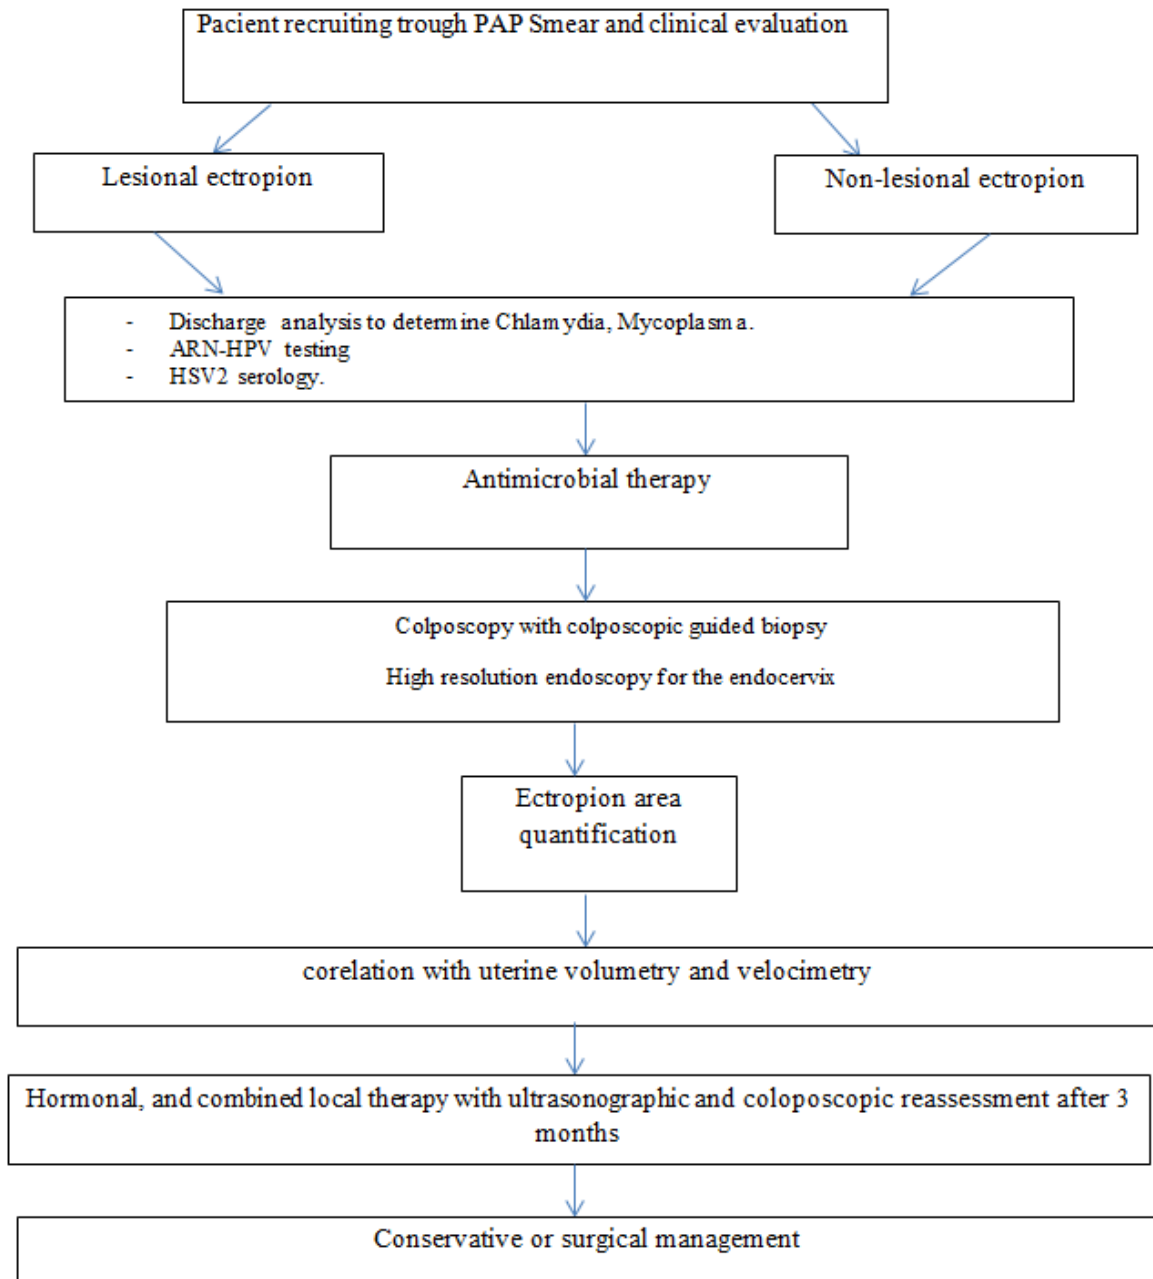 Pacient recruiting trough PAP Smear and clinical evaluation
Lesional ectropion
Non-lesional ectropion
- Discharge analysis to determine Chlamydia, Mycoplasma.
- ARN-HPV testing
- HSV2 serology.
Antimicrobial therapy
Colposcopy with colposcopic guided biopsy
High resolution endoscopy for the endocervix
Ectropion area
quantification
corelation with uterine volumetry and velocimetry
Hormonal, and combined local therapy with ultrasonographic and coloposcopic reassessment after 3
months
Conservative or surgical management